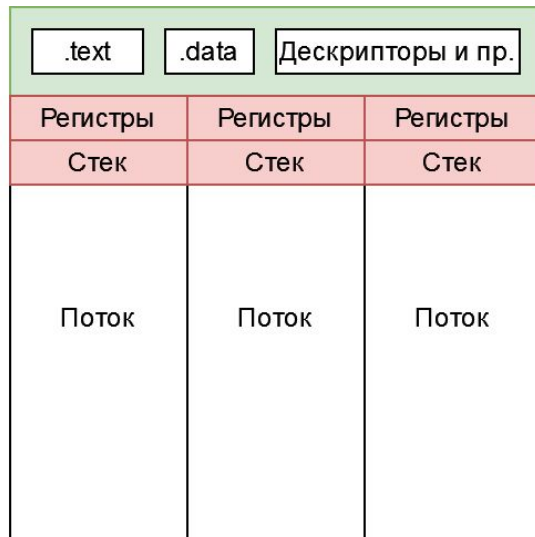 .text .data Дескрипторы и пр.
Регистры Регистры Регистры
Стек Стек Стек
Поток Поток Поток